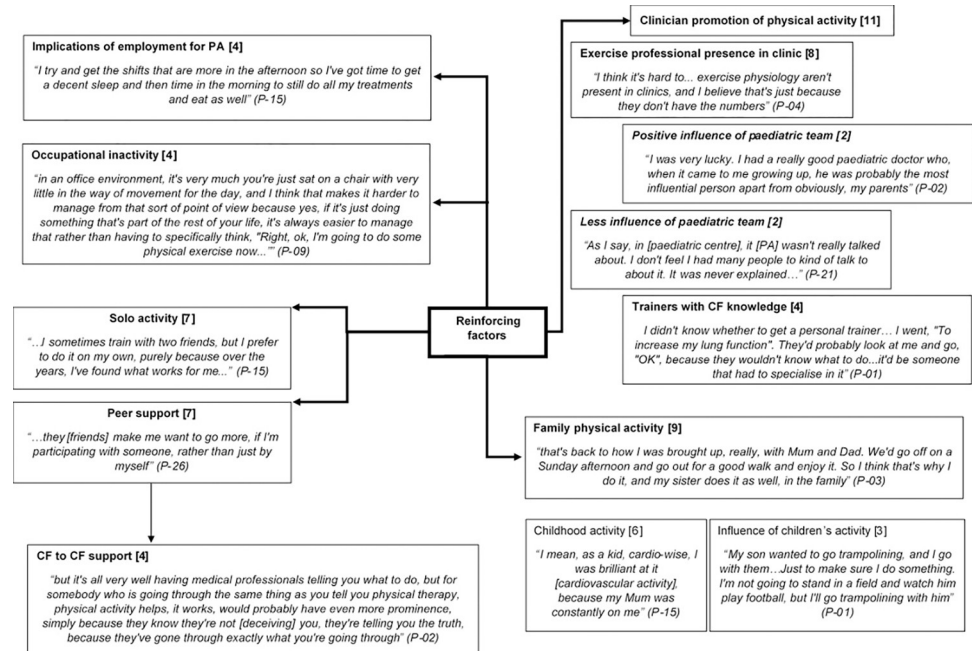 Implications of employment for PA [4]
"I try and get the shifts that are more in the afternoon so I've got time to get
a decent sleep and then time in the morning to still do all my treatments
and eat as well" (P-15)
Occupational inactivity [4]
"in an office environment, it's very much you're just sat on a chair with very
little in the way of movement for the day, and I think that makes it harder to
manage from that sort of point of view because yes, if it's just doing
something that's part of the rest of your life, it's always easier to manage
that rather than having to specifically think, "Right, ok, I'm going to do some
physical exercise now..."”
(P-09)
Solo activity [7]
“…I sometimes train with two friends, but I prefer
to do it on my own, purely because over the
years, I've found what works for me..." (P-15)
Peer support [7]
"…they [friends] make me want to go more, if I'm
participating with someone, rather than just by
myself" (P-26)
CF to CF support [4]
"but it's all very well having medical professionals telling you what to do, but for
somebody who is going through the same thing as you tell you physical therapy,
physical activity helps, it works, would probably have even more prominence,
simply because they know they're not [deceiving] you, they're telling you the truth,
because they've gone through exactly what you're going through" (P-02)
Reinforcing
factors
Clinician promotion of physical activity [11]
Exercise professional presence in clinic [8]
"I think it's hard to... exercise physiology aren't
present in clinics, and I believe that's just because
they don't have the numbers" (P-04)
Positive influence of paediatric team [2]
"I was very lucky. I had a really good paediatric doctor who,
when it came to me growing up, he was probably the most
influential person apart from obviously, my parents" (P-02)
Less influence of paediatric team [2]
"As I say, in [paediatric centre], it [PA] wasn't really talked
about. I don't feel I had many people to kind of talk to
about it. It was never explained…" (P-21)
Trainers with CF knowledge [4]
I didn't know whether to get a personal trainer… I went, "To
increase my lung function". They'd probably look at me and go,
"OK", because they wouldn't know what to do...it'd be someone
that had to specialise in it"(P-01)
Family physical activity [9]
"that's back to how I was brought up, really, with Mum and Dad. We'd go off on a
Sunday afternoon and go out for a good walk and enjoy it. So I think that's why I
do it, and my sister does it as well, in the family" (P-03)
Childhood activity [6]
"I mean, as a kid, cardio-wise, I
was brilliant at it
[cardiovascular activity],
because my Mum was
constantly on me" (P-15)
Influence of children's activity [3]
"My son wanted to go trampolining, and I go
with them…Just to make sure I do something.
I'm not going to stand in a field and watch him
play football, but I'll go trampolining with him"
(P-01)